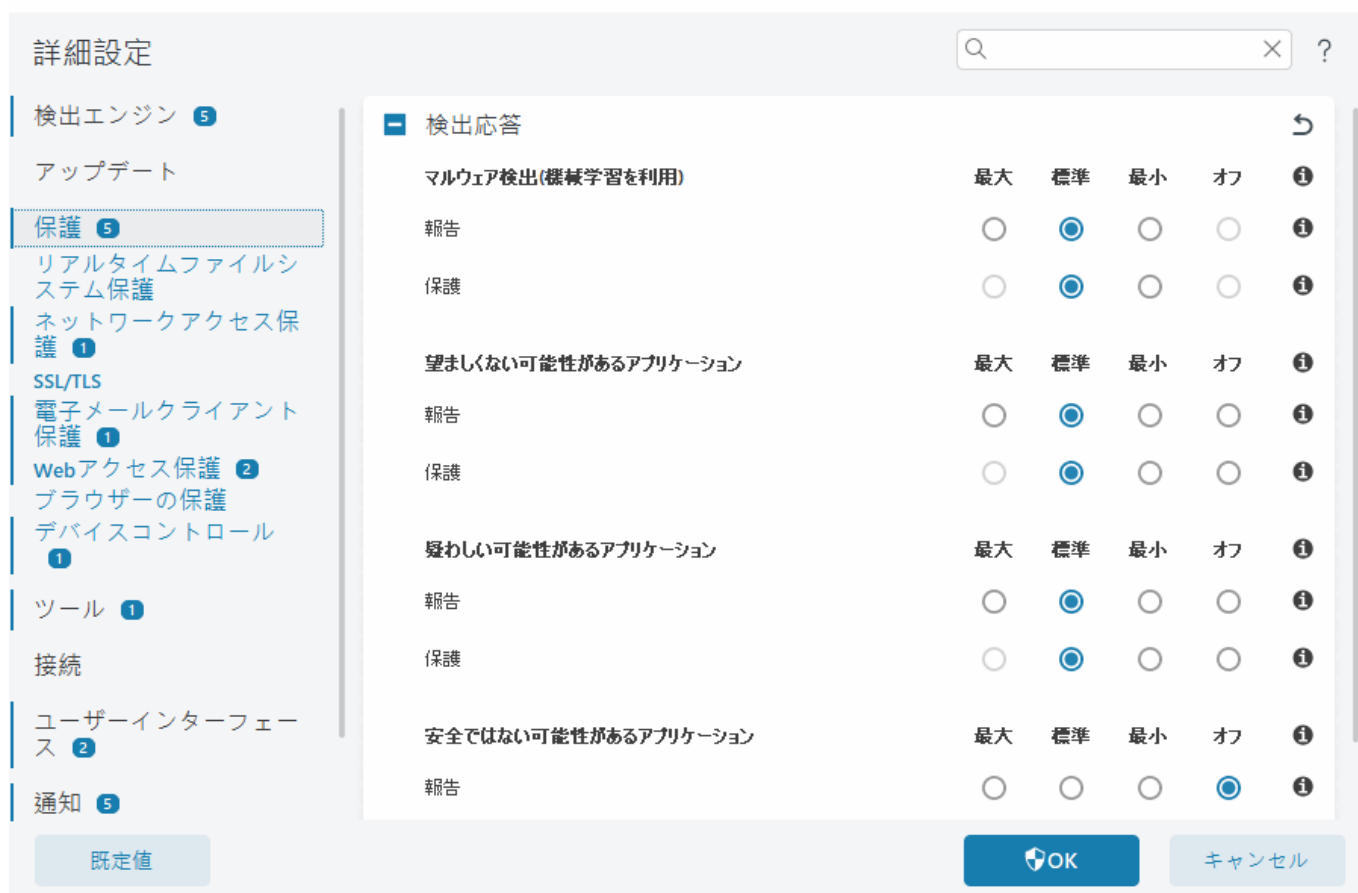 詳細設定
?
検出エンジン 5
アップデート
保護 5
リアルタイムファイルシ
ステム保護
ネットワークアクセス保
護 1
SSL/TLS
電子メールクライアント
保護 1
Webアクセス保護 2
ブラウザーの保護
デバイスコントロール
1
ツール 1
接続
ユーザーインターフェー
ス 2
通知 5
検出応答
マルウェア検出(機械学習を利用) 最大 標準 最小 オフ
報告
保護
望ましくない可能性があるアプリケーション 最大 標準 最小 オフ
報告
保護
疑わしい可能性があるアプリケーション 最大 標準 最小 オフ
報告
保護
安全ではない可能性があるアプリケーション 最大 標準 最小 オフ
報告
既定値
OK
キャンセル